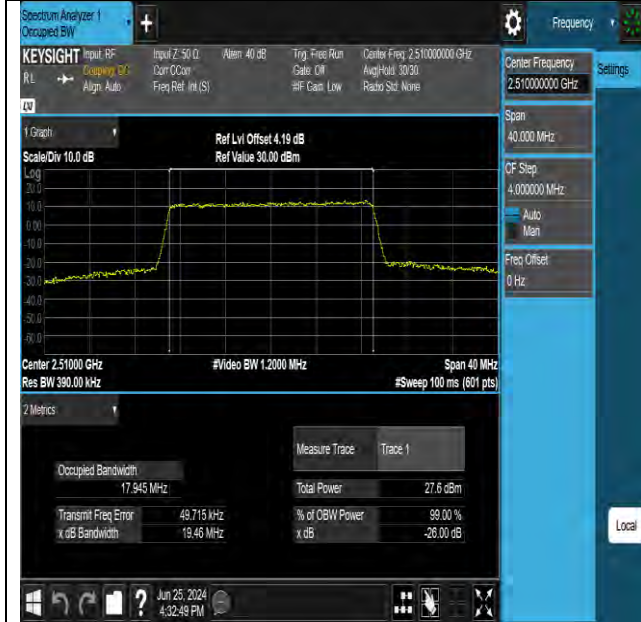 Spectrum Analyzer 1
Occupied BW
Frequency
KEYSIGHT
Input: RF
Input Z: 50 Ω
Atten: 40 dB
Trig: Free Run
Center Freq: 2.510000000 GHz
R L
Coupling: DC
Corr CCorr
Gate: Off
Avg|Hold: 30/30
Align: Auto
Freq Ref: Int (S)
#IF Gain: Low
Radio Std: None
Center Frequency
2.510000000 GHz
Settings
Span
40.000 MHz
CF Step
4.000000 MHz
Auto
Man
Freq Offset
0 Hz
1 Graph
Ref Lvl Offset 4.19 dB
Scale/Div 10.0 dB
Ref Value 30.00 dBm
Log
20.0
10.0
0.00
-10.0
-20.0
-30.0
-40.0
-50.0
-60.0
Center 2.51000 GHz
#Video BW 1.2000 MHz
Span 40 MHz
Res BW 390.00 kHz
#Sweep 100 ms (601 pts)
2 Metrics
Measure Trace
Trace 1
Occupied Bandwidth
17.945 MHz
Total Power
27.6 dBm
Transmit Freq Error
49.715 kHz
% of OBW Power
99.00 %
x dB Bandwidth
19.46 MHz
x dB
-26.00 dB
Local
?
Jun 25, 2024
4:32:49 PM